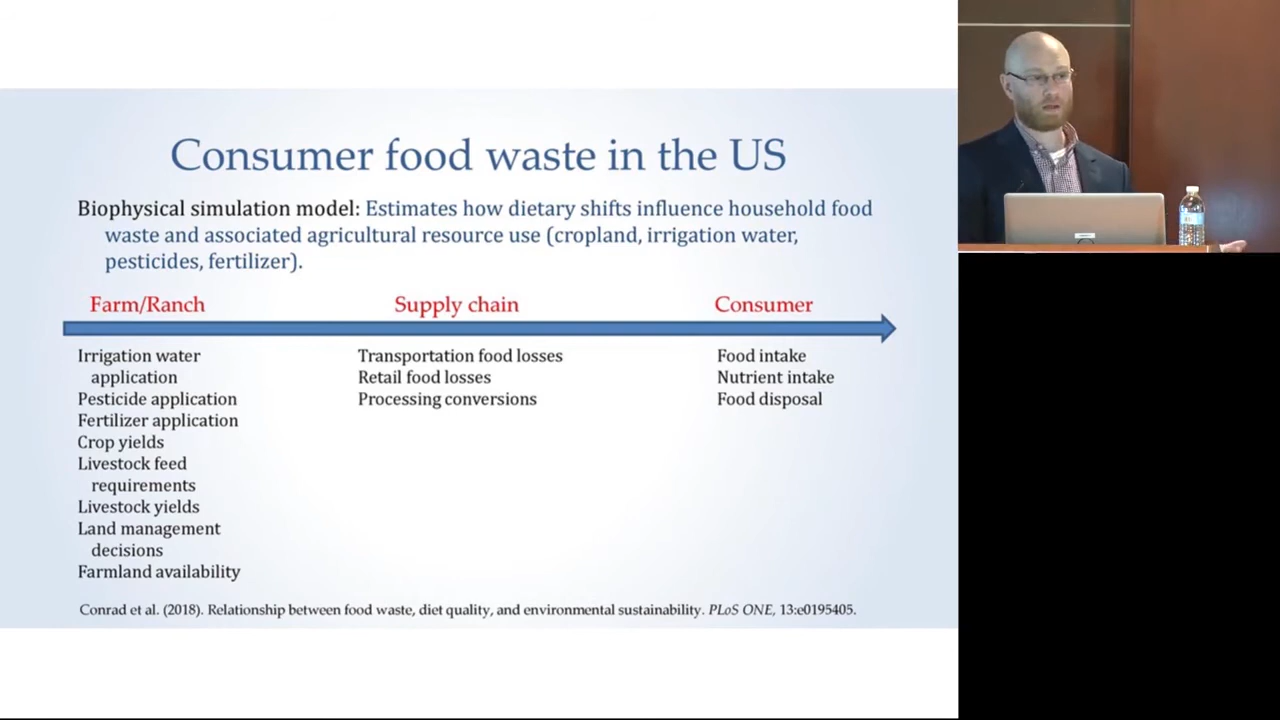 Consumer food waste in the US
Biophysical simulation model: Estimates how dietary shifts influence household food
waste and associated agricultural resource use (cropland, irrigation water,
pesticides, fertilizer).
Farm/Ranch
Supply chain
Consumer
Irrigation water
application
Pesticide application
Fertilizer application
Crop yields
Livestock feed
requirements
Livestock yields
Land management
decisions
Farmland availability
Transportation food losses
Retail food losses
Processing conversions
Food intake
Nutrient intake
Food disposal
Conrad et al. (2018). Relationship between food waste, diet quality, and environmental sustainability. PLoS ONE, 13:e0195405.